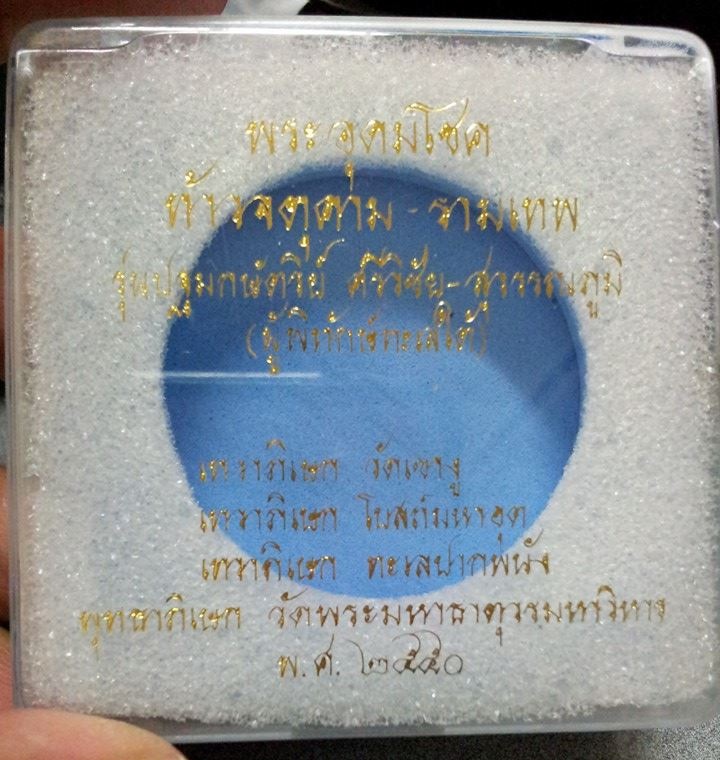 พระอุดมโชค
ท้าวจตุคาม-รามเทพ
รุ่นปฐมกษัตริย์ ศรีวิชัย-สุวรรณภูมิ
(ผู้พิทักษ์ทะเลใต้)
เทวาภิเษก วัดเขางู
เทวาภิเษก โบสถ์มหาอุด
เทวาภิเษก ทะเลปากพนัง
พุทธาภิเษก วัดพระมหาธาตุวรมหาวิหาร
พ.ศ. ๒๕๕๐